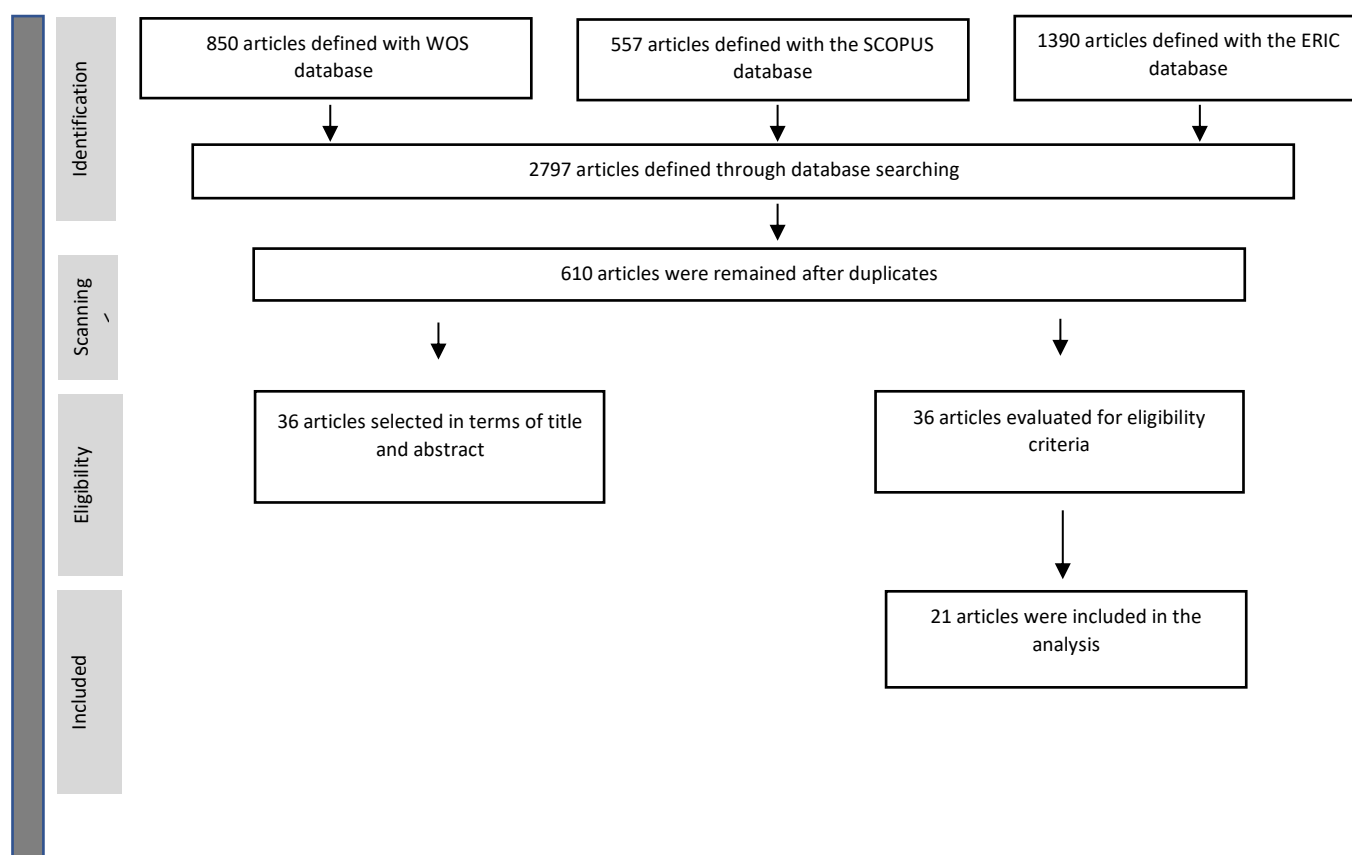 850 articles defined with WOS
database
557 articles defined with the SCOPUS
database
1390 articles defined with the ERIC
database
Identification
2797 articles defined through database searching
Scanning
610 articles were remained after duplicates
Eligibility
36 articles selected in terms of title
and abstract
36 articles evaluated for eligibility
criteria
Included
21 articles were included in the
analysis